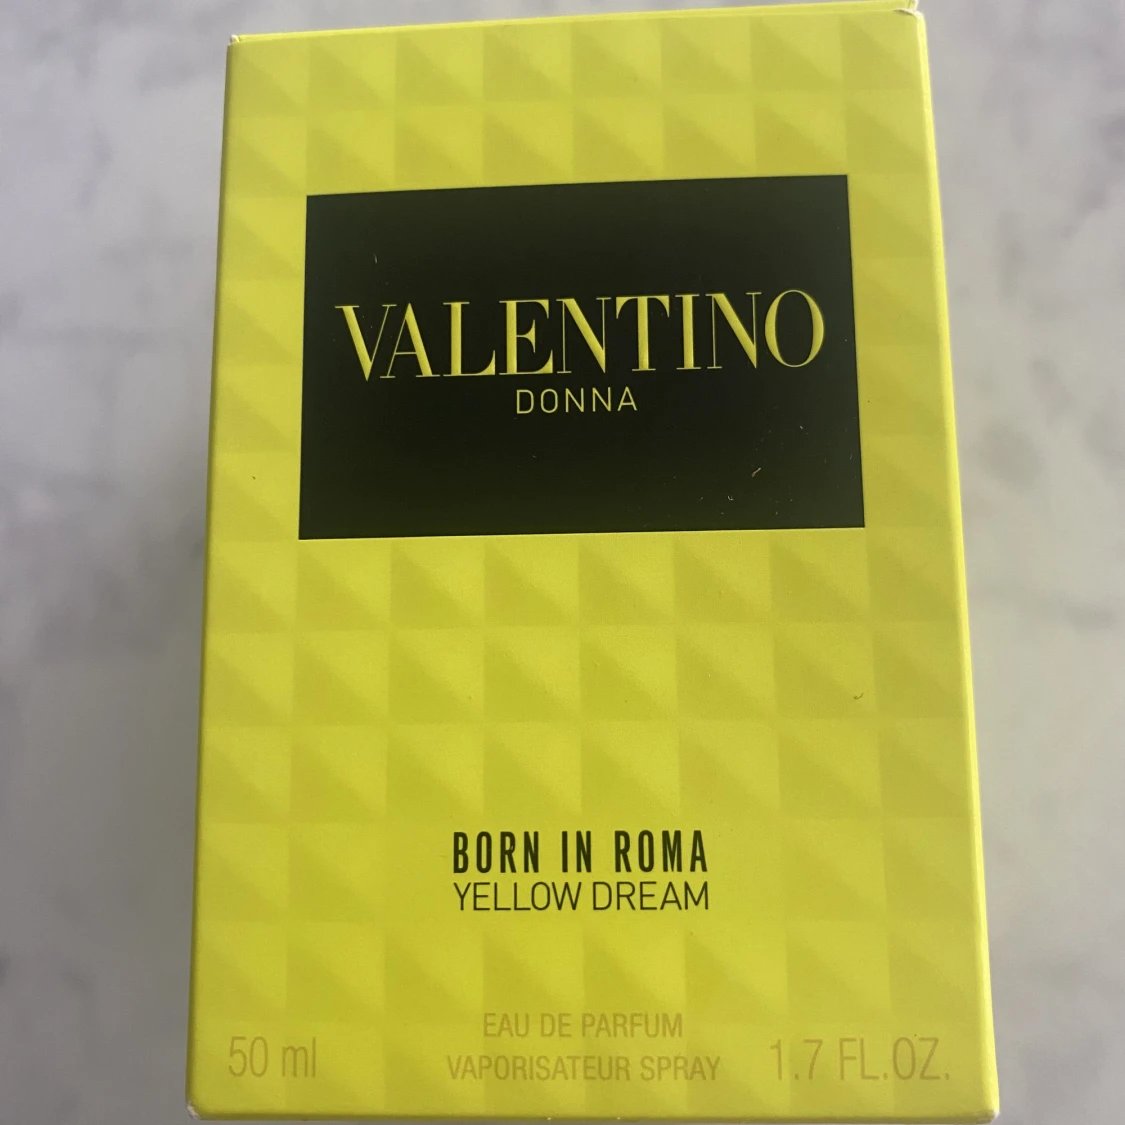 VALENTINO
DONNA
BORN IN ROMA
YELLOW DREAM
EAU DE PARFUM
50 ml VAPORISATEUR SPRAY 1.7 FL.OZ.